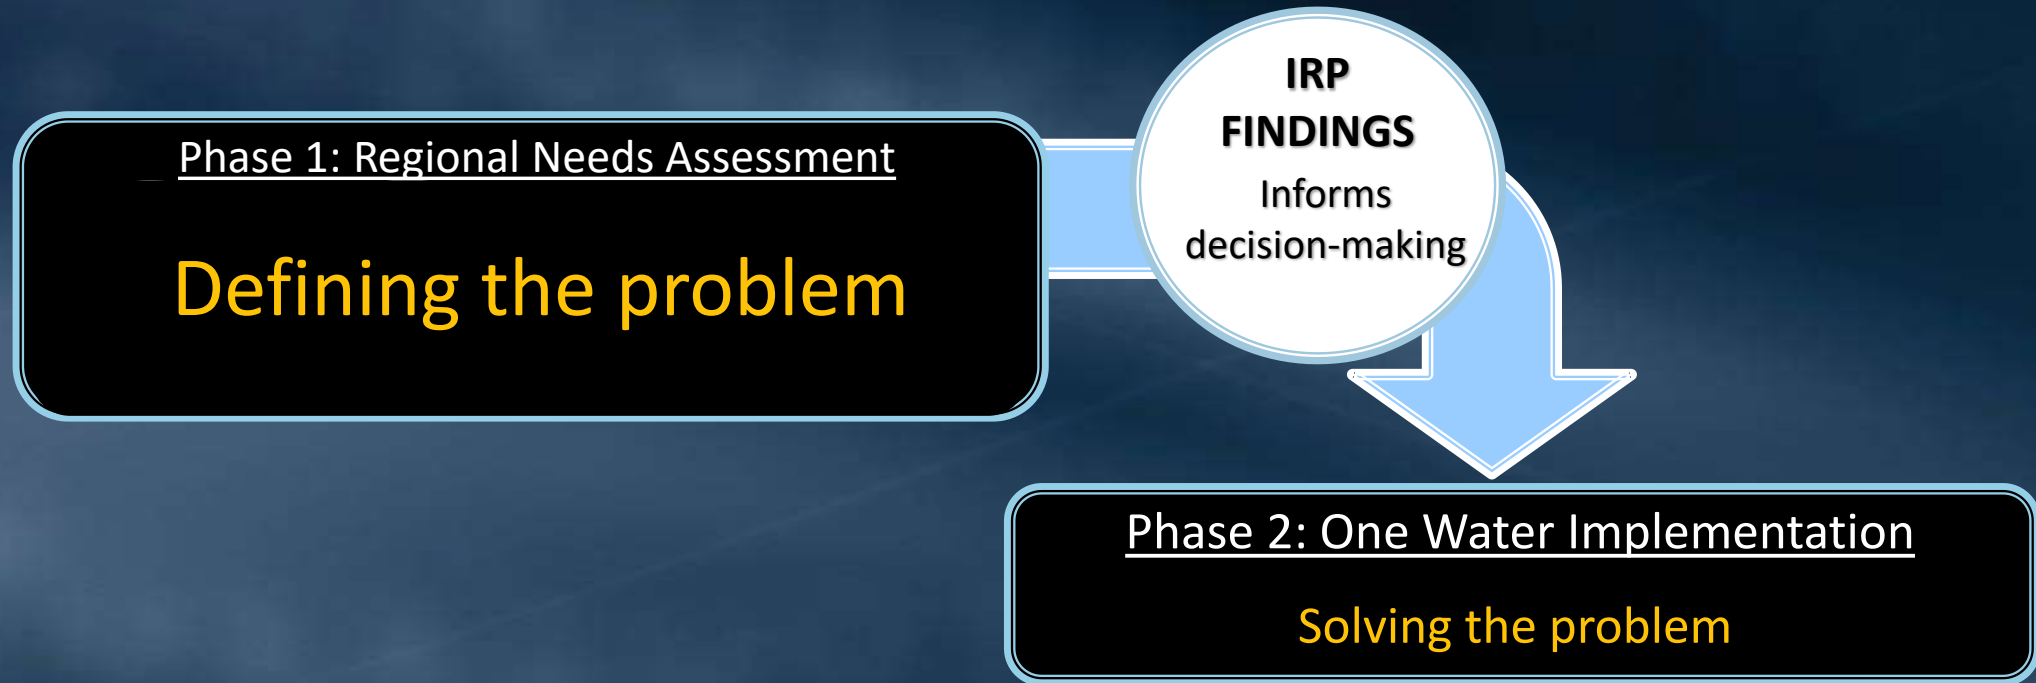 Phase 1: Regional Needs Assessment
Defining the problem
IRP
FINDINGS
Informs
decision-making
Phase 2: One Water Implementation
Solving the problem